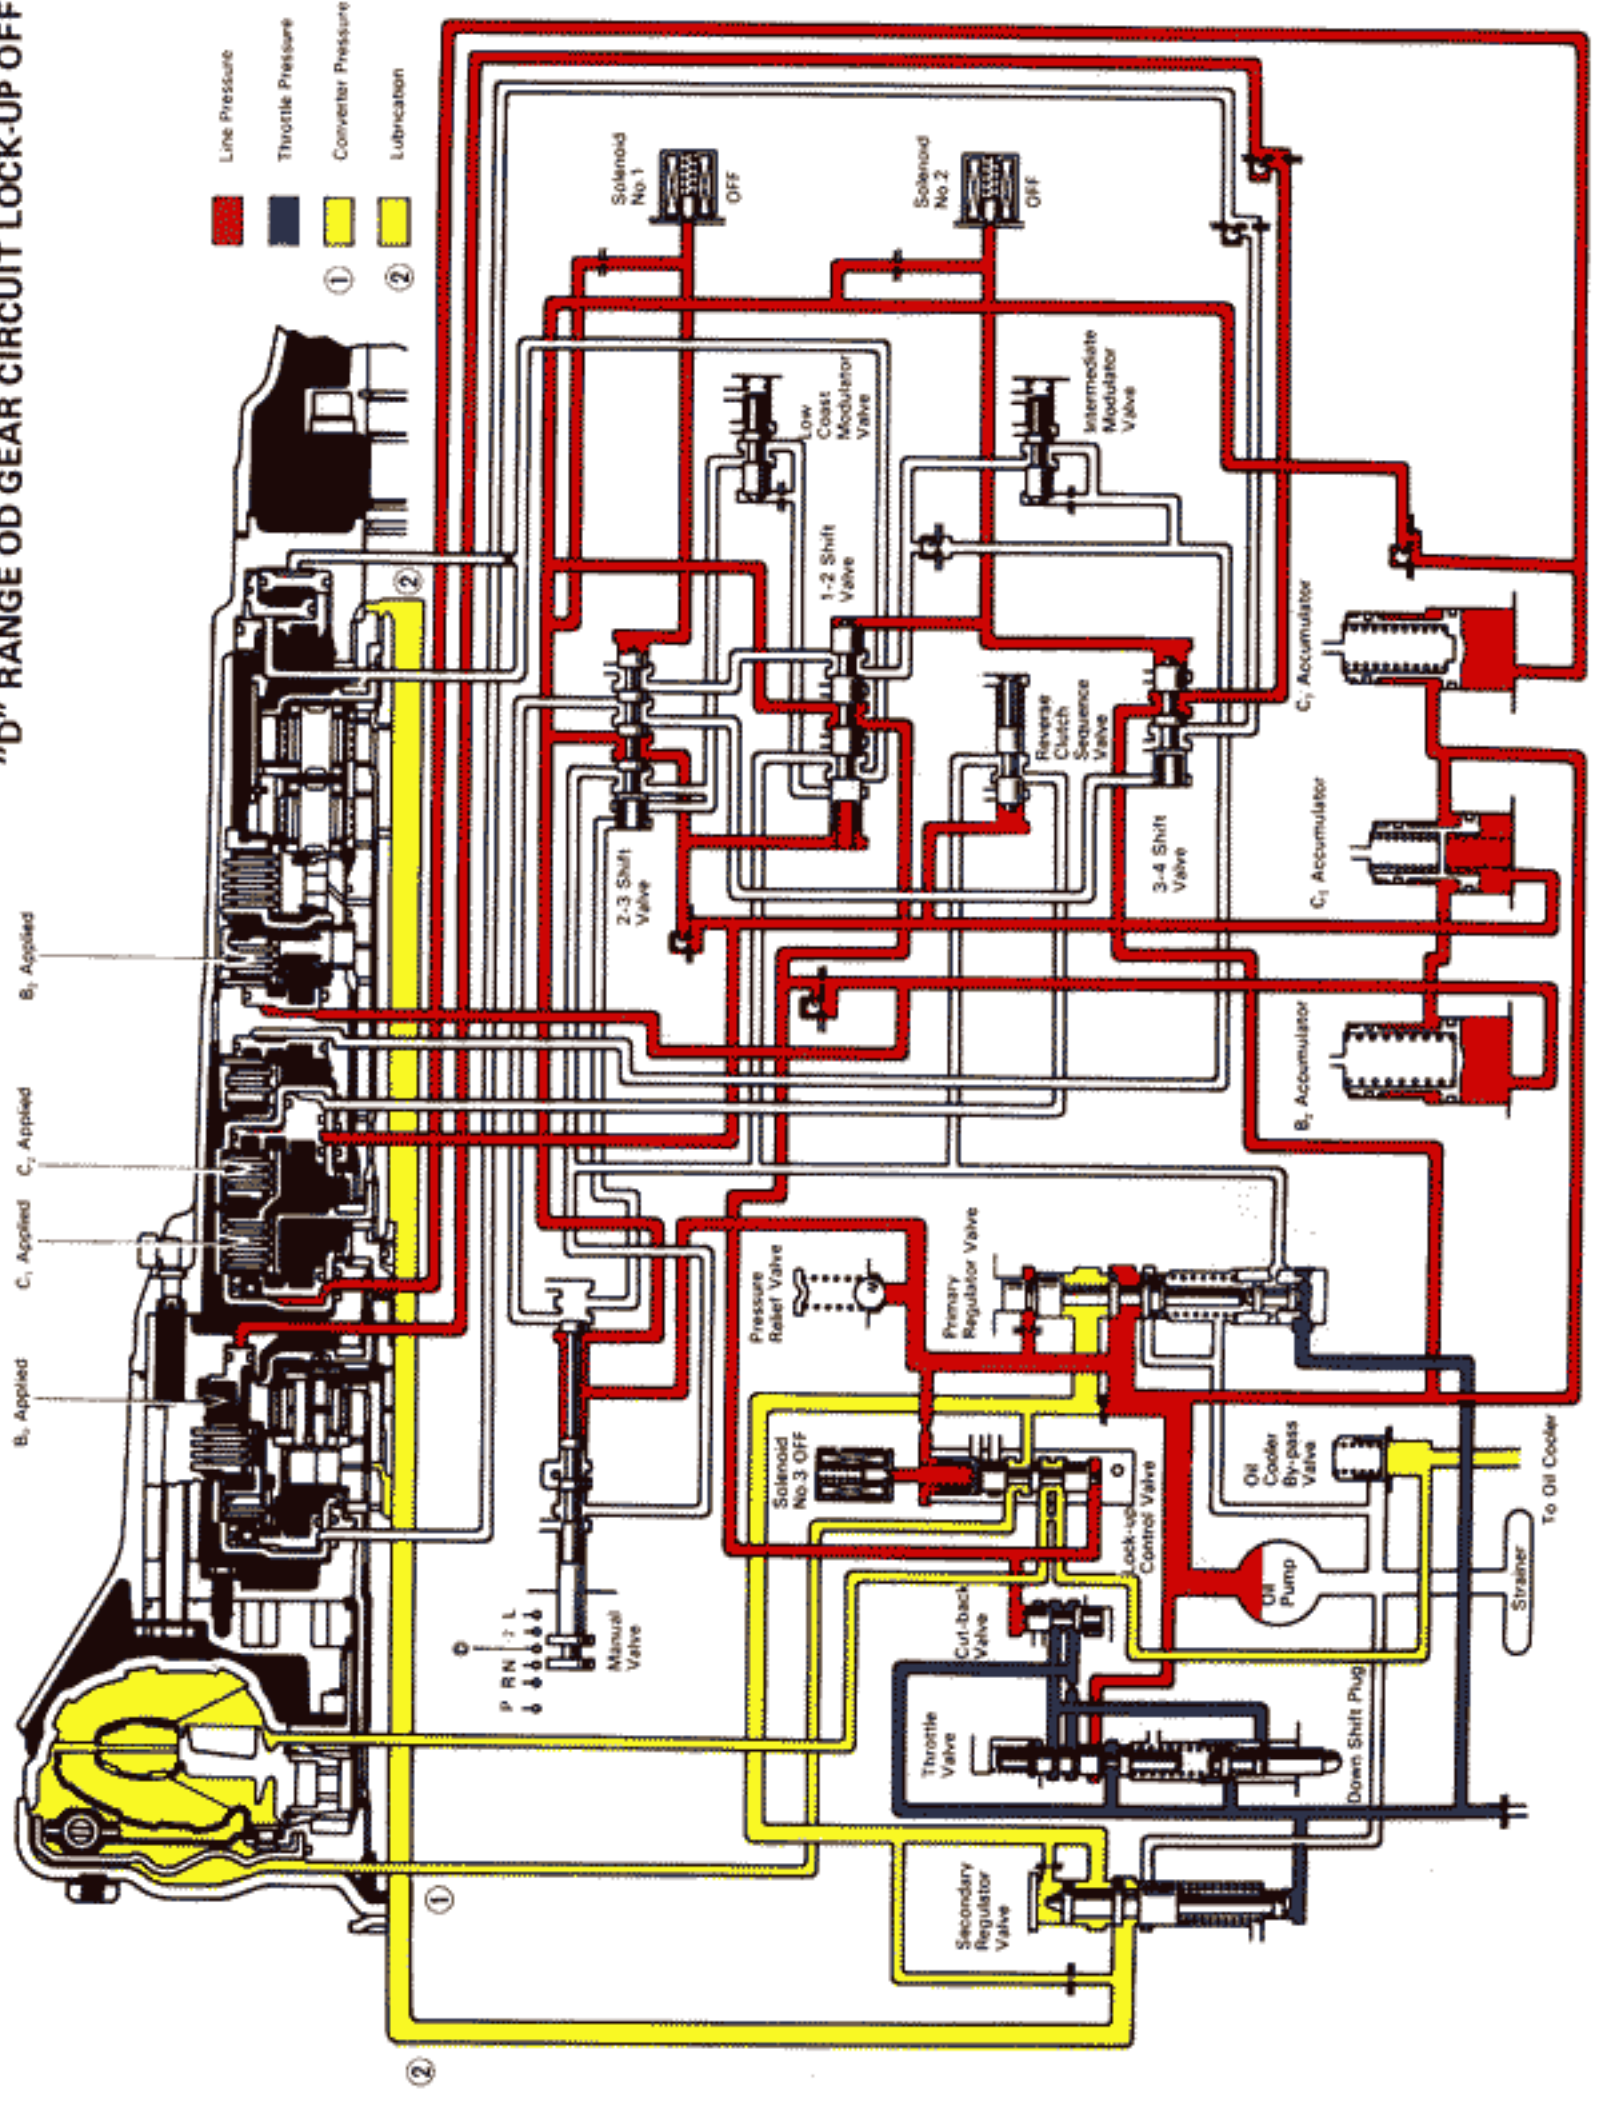 "D" RANGE OD GEAR CIRCUIT LOCK-UP OFF
Line Pressure
Throttle Pressure
① Converter Pressure
② Lubrication
B₀ Applied
C₁ Applied
C₂ Applied
B₂ Applied
②
①
②
Solenoid
No.1
OFF
Solenoid
No.2
OFF
Low
Coast
Modulator
Valve
Intermediate
Modulator
Valve
1-2 Shift
Valve
2-3 Shift
Valve
Reverse
Clutch
Sequence
Valve
3-4 Shift
Valve
C₂ Accumulator
B₂ Accumulator
Pressure
Relief Valve
Primary
Regulator Valve
Solenoid
No.3 OFF
Lock-up
Control Valve
Oil
Cooler
By-pass
Valve
To Oil Cooler
Oil
Pump
Strainer
D
P R N 2 L
Manual
Valve
Cut-back
Valve
Throttle
Valve
Down Shift Plug
Secondary
Regulator
Valve